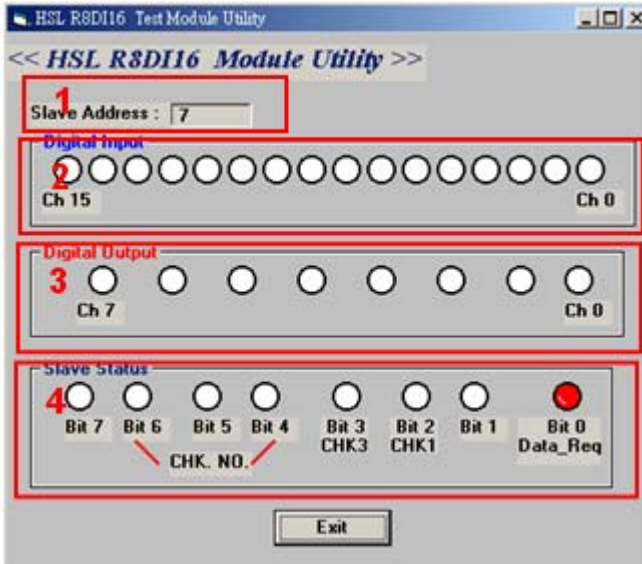 HSL R8DI16 Test Module Utility
<< HSL R8DI16 Module Utility >>
1
Slave Address : 7
Digital Input
2
Ch 15 Ch 0
Digital Output
3
Ch 7 Ch 0
Slave Status
4
Bit 7 Bit 6 Bit 5 Bit 4 Bit 3 Bit 2 Bit 1 Bit 0
CHK3 CHK1 Data_Req
CHK. NO.
Exit